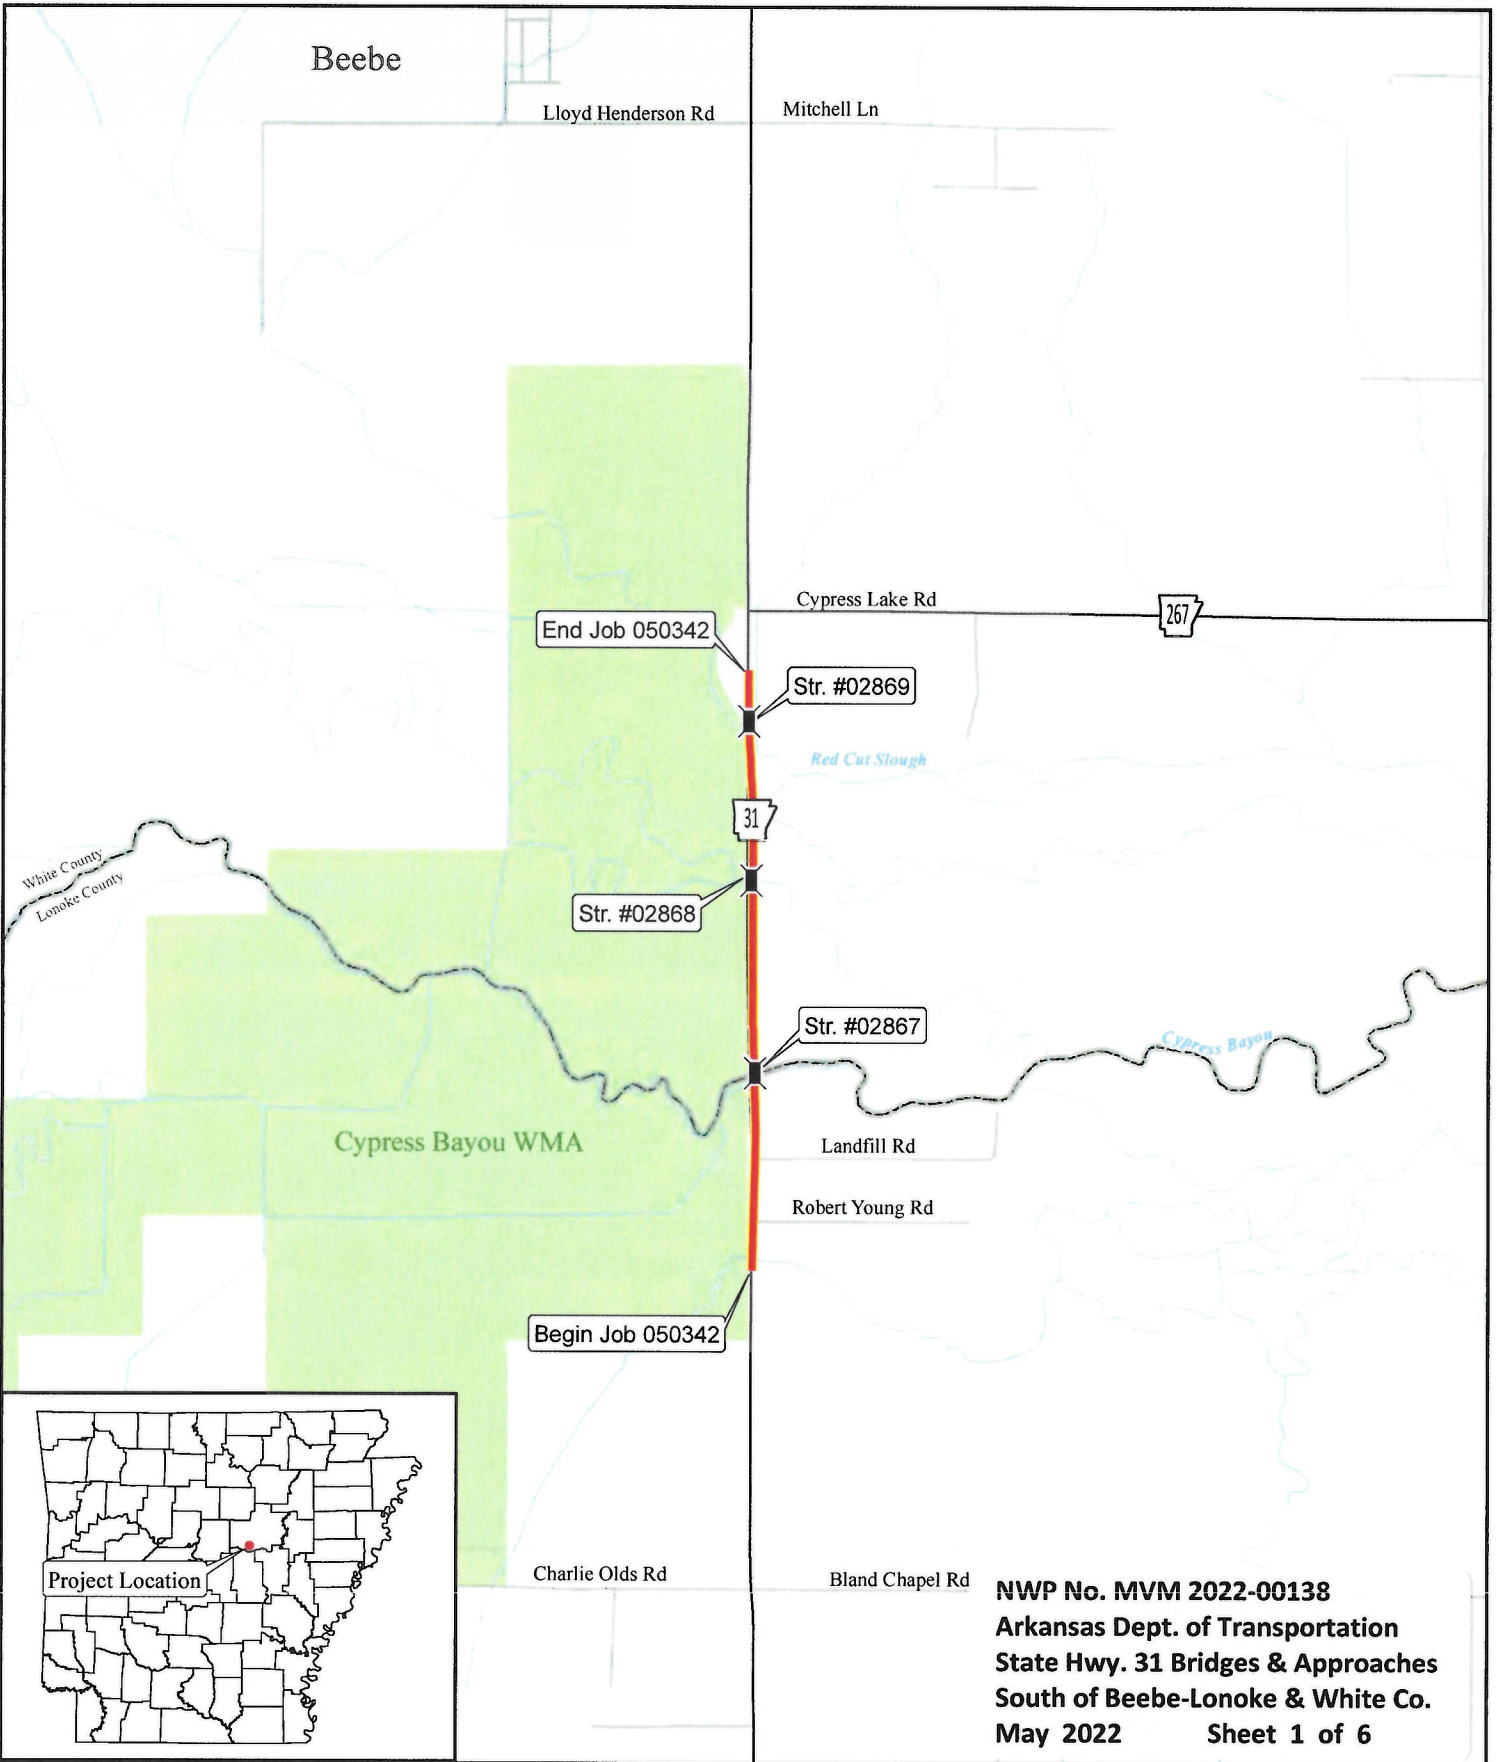 Beebe
Lloyd Henderson Rd
Mitchell Ln
Cypress Lake Rd
267
End Job 050342
Str. #02869
Red Cut Slough
31
White County
Lonoke County
Str. #02868
Str. #02867
Cypress Bayou
Cypress Bayou WMA
Landfill Rd
Robert Young Rd
Begin Job 050342
Project Location
Charlie Olds Rd
Bland Chapel Rd
NWP No. MVM 2022-00138
Arkansas Dept. of Transportation
State Hwy. 31 Bridges & Approaches
South of Beebe-Lonoke & White Co.
May 2022 Sheet 1 of 6